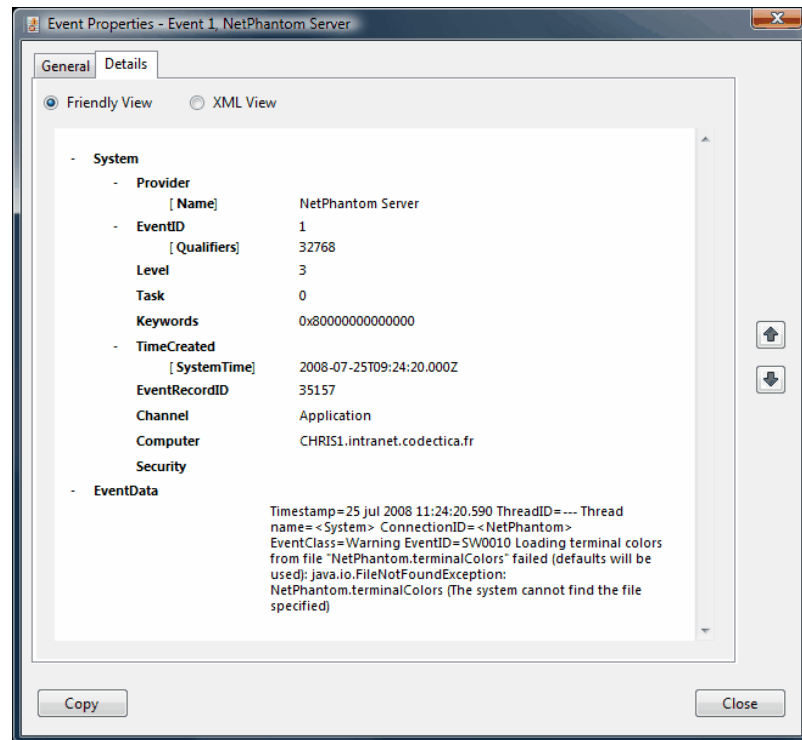 Event Properties - Event 1, NetPhantom Server
General Details
Friendly View XML View
- System
- Provider
[ Name] NetPhantom Server
- EventID 1
[ Qualifiers] 32768
Level 3
Task 0
Keywords 0x80000000000000
- TimeCreated
[ SystemTime] 2008-07-25T09:24:20.000Z
EventRecordID 35157
Channel Application
Computer CHRIS1.intranet.codectica.fr
Security
- EventData
Timestamp=25 jul 2008 11:24:20.590 ThreadID=--- Thread
name=<System> ConnectionID=<NetPhantom>
EventClass=Warning EventID=SW0010 Loading terminal colors
from file "NetPhantom.terminalColors" failed (defaults will be
used): java.io.FileNotFoundException:
NetPhantom.terminalColors (The system cannot find the file
specified)
Copy Close